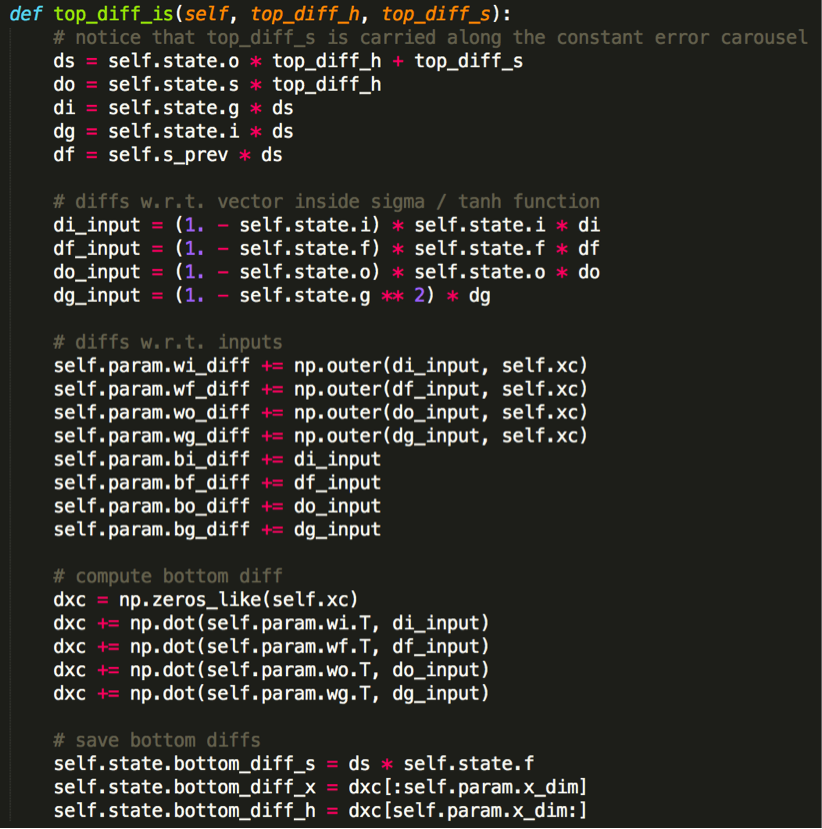 def top_diff_is(self, top_diff_h, top_diff_s):
    # notice that top_diff_s is carried along the constant error carousel
    ds = self.state.o * top_diff_h + top_diff_s
    do = self.state.s * top_diff_h
    di = self.state.g * ds
    dg = self.state.i * ds
    df = self.s_prev * ds

    # diffs w.r.t. vector inside sigma / tanh function
    di_input = (1. - self.state.i) * self.state.i * di
    df_input = (1. - self.state.f) * self.state.f * df
    do_input = (1. - self.state.o) * self.state.o * do
    dg_input = (1. - self.state.g ** 2) * dg

    # diffs w.r.t. inputs
    self.param.wi_diff += np.outer(di_input, self.xc)
    self.param.wf_diff += np.outer(df_input, self.xc)
    self.param.wo_diff += np.outer(do_input, self.xc)
    self.param.wg_diff += np.outer(dg_input, self.xc)
    self.param.bi_diff += di_input
    self.param.bf_diff += df_input
    self.param.bo_diff += do_input
    self.param.bg_diff += dg_input

    # compute bottom diff
    dxc = np.zeros_like(self.xc)
    dxc += np.dot(self.param.wi.T, di_input)
    dxc += np.dot(self.param.wf.T, df_input)
    dxc += np.dot(self.param.wo.T, do_input)
    dxc += np.dot(self.param.wg.T, dg_input)

    # save bottom diffs
    self.state.bottom_diff_s = ds * self.state.f
    self.state.bottom_diff_x = dxc[:self.param.x_dim]
    self.state.bottom_diff_h = dxc[self.param.x_dim:]